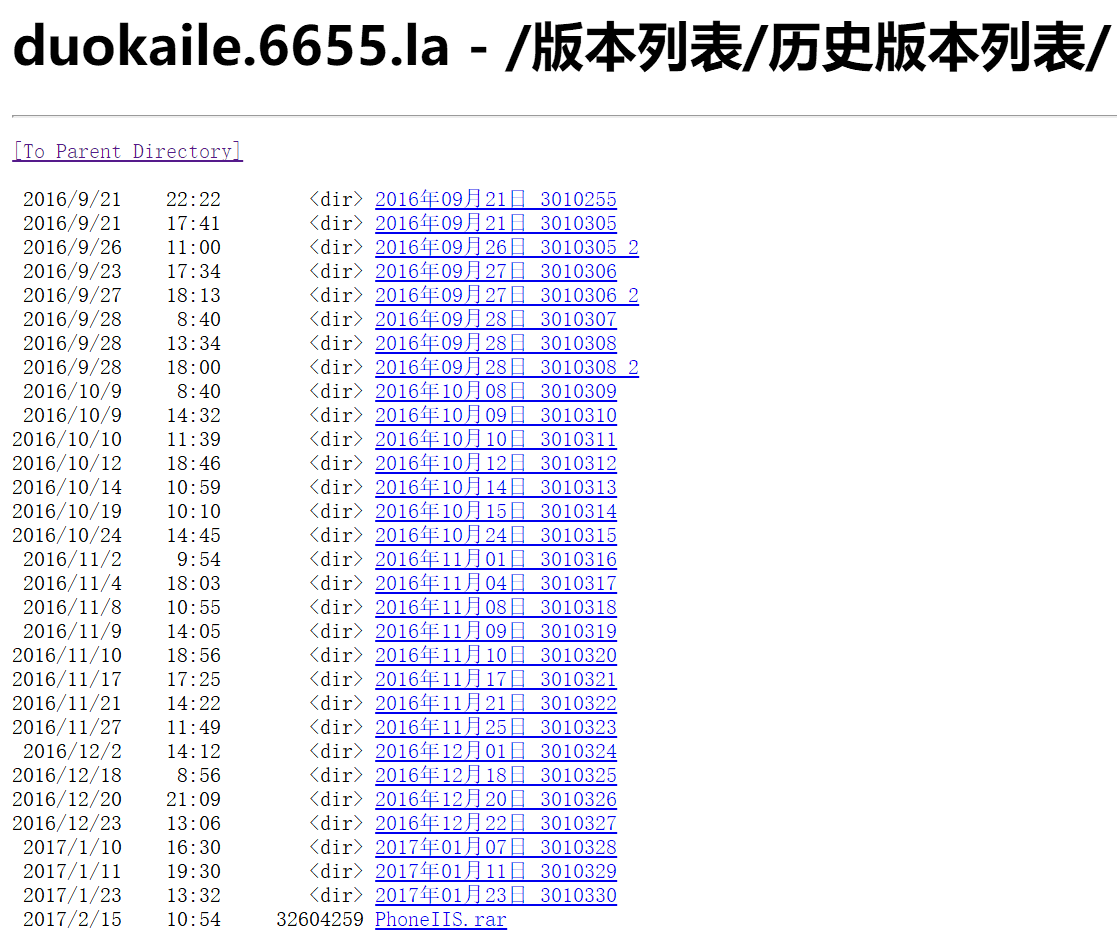 duokaile.6655.la - /版本列表/历史版本列表/
[To Parent Directory]
2016/9/21 22:22 <dir> 2016年09月21日 3010255
2016/9/21 17:41 <dir> 2016年09月21日 3010305
2016/9/26 11:00 <dir> 2016年09月26日 3010305_2
2016/9/23 17:34 <dir> 2016年09月27日 3010306
2016/9/27 18:13 <dir> 2016年09月27日 3010306_2
2016/9/28 8:40 <dir> 2016年09月28日 3010307
2016/9/28 13:34 <dir> 2016年09月28日 3010308
2016/9/28 18:00 <dir> 2016年09月28日 3010308_2
2016/10/9 8:40 <dir> 2016年10月08日 3010309
2016/10/9 14:32 <dir> 2016年10月09日 3010310
2016/10/10 11:39 <dir> 2016年10月10日 3010311
2016/10/12 18:46 <dir> 2016年10月12日 3010312
2016/10/14 10:59 <dir> 2016年10月14日 3010313
2016/10/19 10:10 <dir> 2016年10月15日 3010314
2016/10/24 14:45 <dir> 2016年10月24日 3010315
2016/11/2 9:54 <dir> 2016年11月01日 3010316
2016/11/4 18:03 <dir> 2016年11月04日 3010317
2016/11/8 10:55 <dir> 2016年11月08日 3010318
2016/11/9 14:05 <dir> 2016年11月09日 3010319
2016/11/10 18:56 <dir> 2016年11月10日 3010320
2016/11/17 17:25 <dir> 2016年11月17日 3010321
2016/11/21 14:22 <dir> 2016年11月21日 3010322
2016/11/27 11:49 <dir> 2016年11月25日 3010323
2016/12/2 14:12 <dir> 2016年12月01日 3010324
2016/12/18 8:56 <dir> 2016年12月18日 3010325
2016/12/20 21:09 <dir> 2016年12月20日 3010326
2016/12/23 13:06 <dir> 2016年12月22日 3010327
2017/1/10 16:30 <dir> 2017年01月07日 3010328
2017/1/11 19:30 <dir> 2017年01月11日 3010329
2017/1/23 13:32 <dir> 2017年01月23日 3010330
2017/2/15 10:54 32604259 PhoneIIS.rar